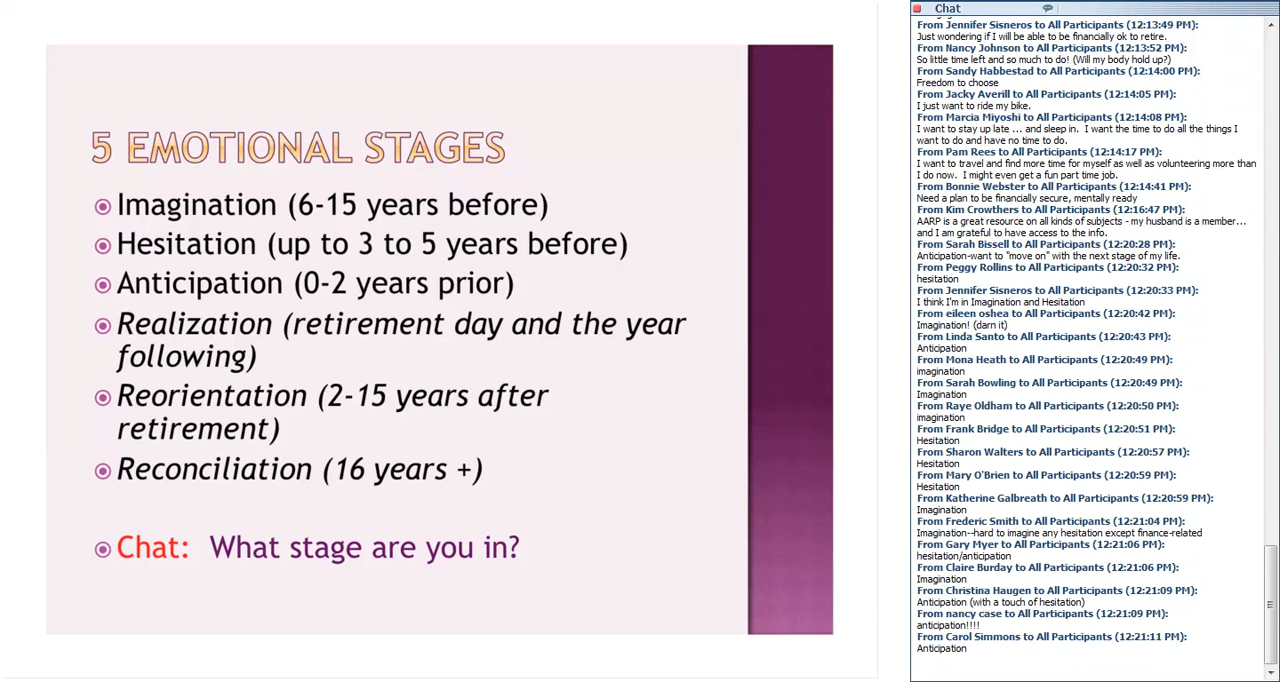 5 EMOTIONAL STAGES
Imagination (6-15 years before)
Hesitation (up to 3 to 5 years before)
Anticipation (0-2 years prior)
Realization (retirement day and the year
following)
Reorientation (2-15 years after
retirement)
Reconciliation (16 years +)
Chat: What stage are you in?
Chat
From Jennifer Sisneros to All Participants (12:13:49 PM):
Just wondering if I will be able to be financially ok to retire.
From Nancy Johnson to All Participants (12:13:52 PM):
So little time left and so much to do! (Will my body hold up?)
From Sandy Habbestad to All Participants (12:14:00 PM):
Freedom to choose
From Jacky Averill to All Participants (12:14:05 PM):
I just want to ride my bike.
From Marcia Miyoshi to All Participants (12:14:08 PM):
I want to stay up late ... and sleep in. I want the time to do all the things I
want to do and have no time to do.
From Pam Rees to All Participants (12:14:17 PM):
I want to travel and find more time for myself as well as volunteering more than
I do now. I might even get a fun part time job.
From Bonnie Webster to All Participants (12:14:41 PM):
Need a plan to be financially secure, mentally ready
From Kim Crowthers to All Participants (12:16:47 PM):
AARP is a great resource on all kinds of subjects - my husband is a member...
and I am grateful to have access to the info.
From Sarah Bissell to All Participants (12:20:28 PM):
Anticipation-want to "move on" with the next stage of my life.
From Peggy Rollins to All Participants (12:20:32 PM):
hesitation
From Jennifer Sisneros to All Participants (12:20:33 PM):
I think I'm in Imagination and Hesitation
From eileen oshea to All Participants (12:20:42 PM):
Imagination! (darn it)
From Linda Santo to All Participants (12:20:43 PM):
Anticipation
From Mona Heath to All Participants (12:20:49 PM):
imagination
From Sarah Bowling to All Participants (12:20:49 PM):
Imagination
From Raye Oldham to All Participants (12:20:50 PM):
imagination
From Frank Bridge to All Participants (12:20:51 PM):
Hesitation
From Sharon Walters to All Participants (12:20:57 PM):
Hesitation
From Mary O'Brien to All Participants (12:20:59 PM):
Hesitation
From Katherine Galbreath to All Participants (12:20:59 PM):
Imagination
From Frederic Smith to All Participants (12:21:04 PM):
Imagination--hard to imagine any hesitation except finance-related
From Gary Myer to All Participants (12:21:06 PM):
hesitation/anticipation
From Claire Burday to All Participants (12:21:06 PM):
Imagination
From Christina Haugen to All Participants (12:21:09 PM):
Anticipation (with a touch of hesitation)
From nancy case to All Participants (12:21:09 PM):
anticipation!!!!
From Carol Simmons to All Participants (12:21:11 PM):
Anticipation